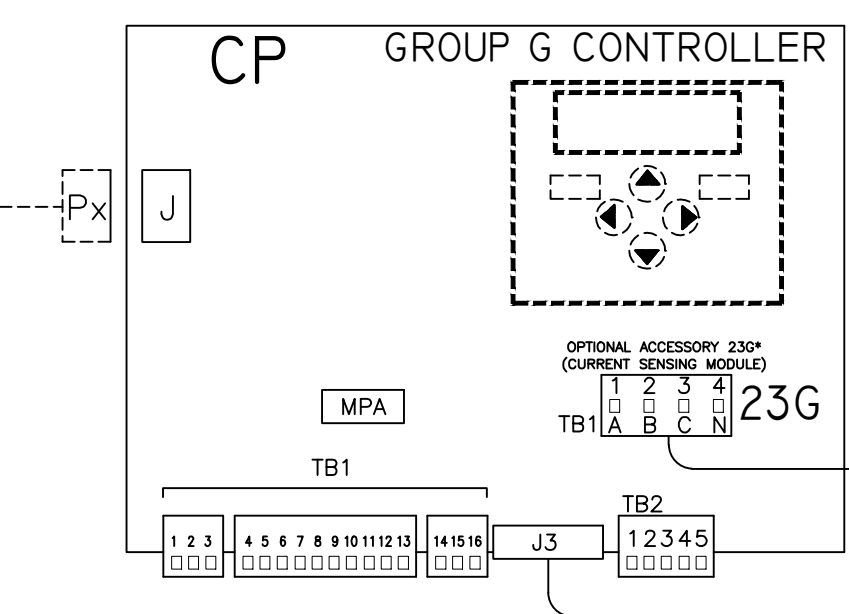 CP
GROUP G CONTROLLER
Px
J
OPTIONAL ACCESSORY 23G*
(CURRENT SENSING MODULE)
1 2 3 4
TB1
A B C N
23G
MPA
TB1
TB2
1 2 3
4 5 6 7 8 9 10 11 12 13
14 15 16
J3
1 2 3 4 5